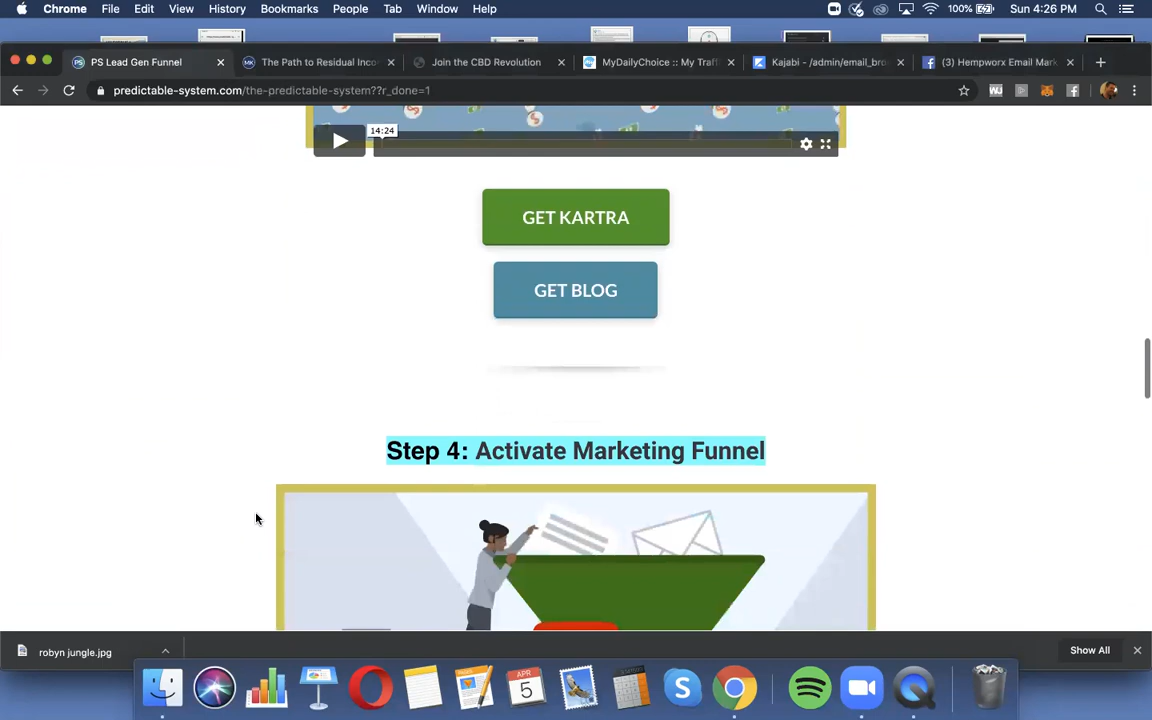 Chrome File Edit View History Bookmarks People Tab Window Help 100% Sun 4:26 PM
PS Lead Gen Funnel
The Path to Residual Inco
Join the CBD Revolution
MyDailyChoice :: My Traf
Kajabi - /admin/email_bro
(3) Hempworx Email Mark
predictable-system.com/the-predictable-system??r_done=1
14:24
GET KARTRA
GET BLOG
Step 4: Activate Marketing Funnel
robyn jungle.jpg
Show All
APR
5